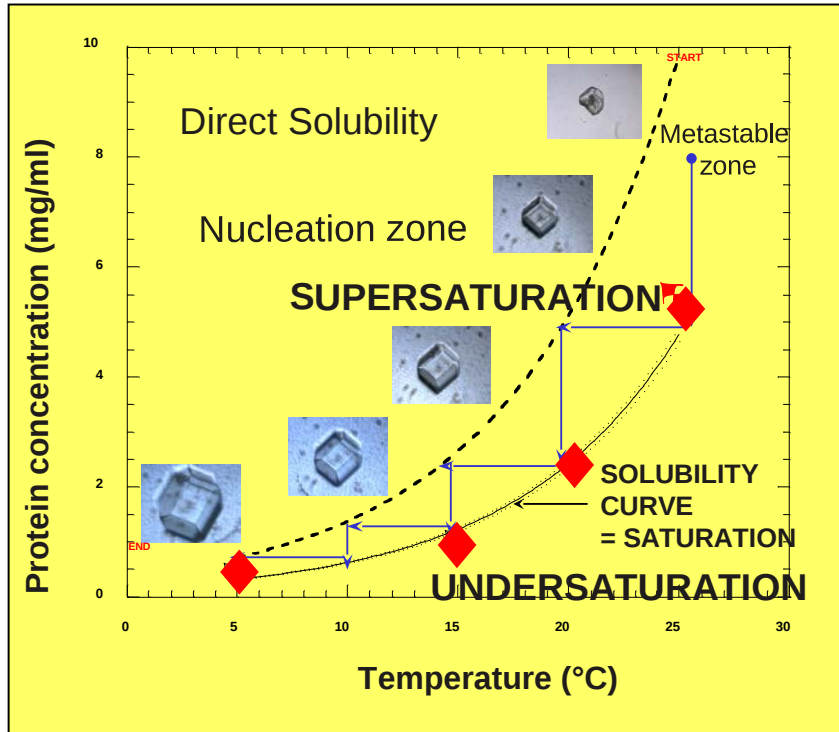 10
START
Direct Solubility
8
Metastable
zone
Nucleation zone
6
SUPERSATURATION
4
2
SOLUBILITY
CURVE
= SATURATION
END
UNDERSATURATION
0
0 5 10 15 20 25 30
Temperature (°C)
Protein concentration (mg/ml)